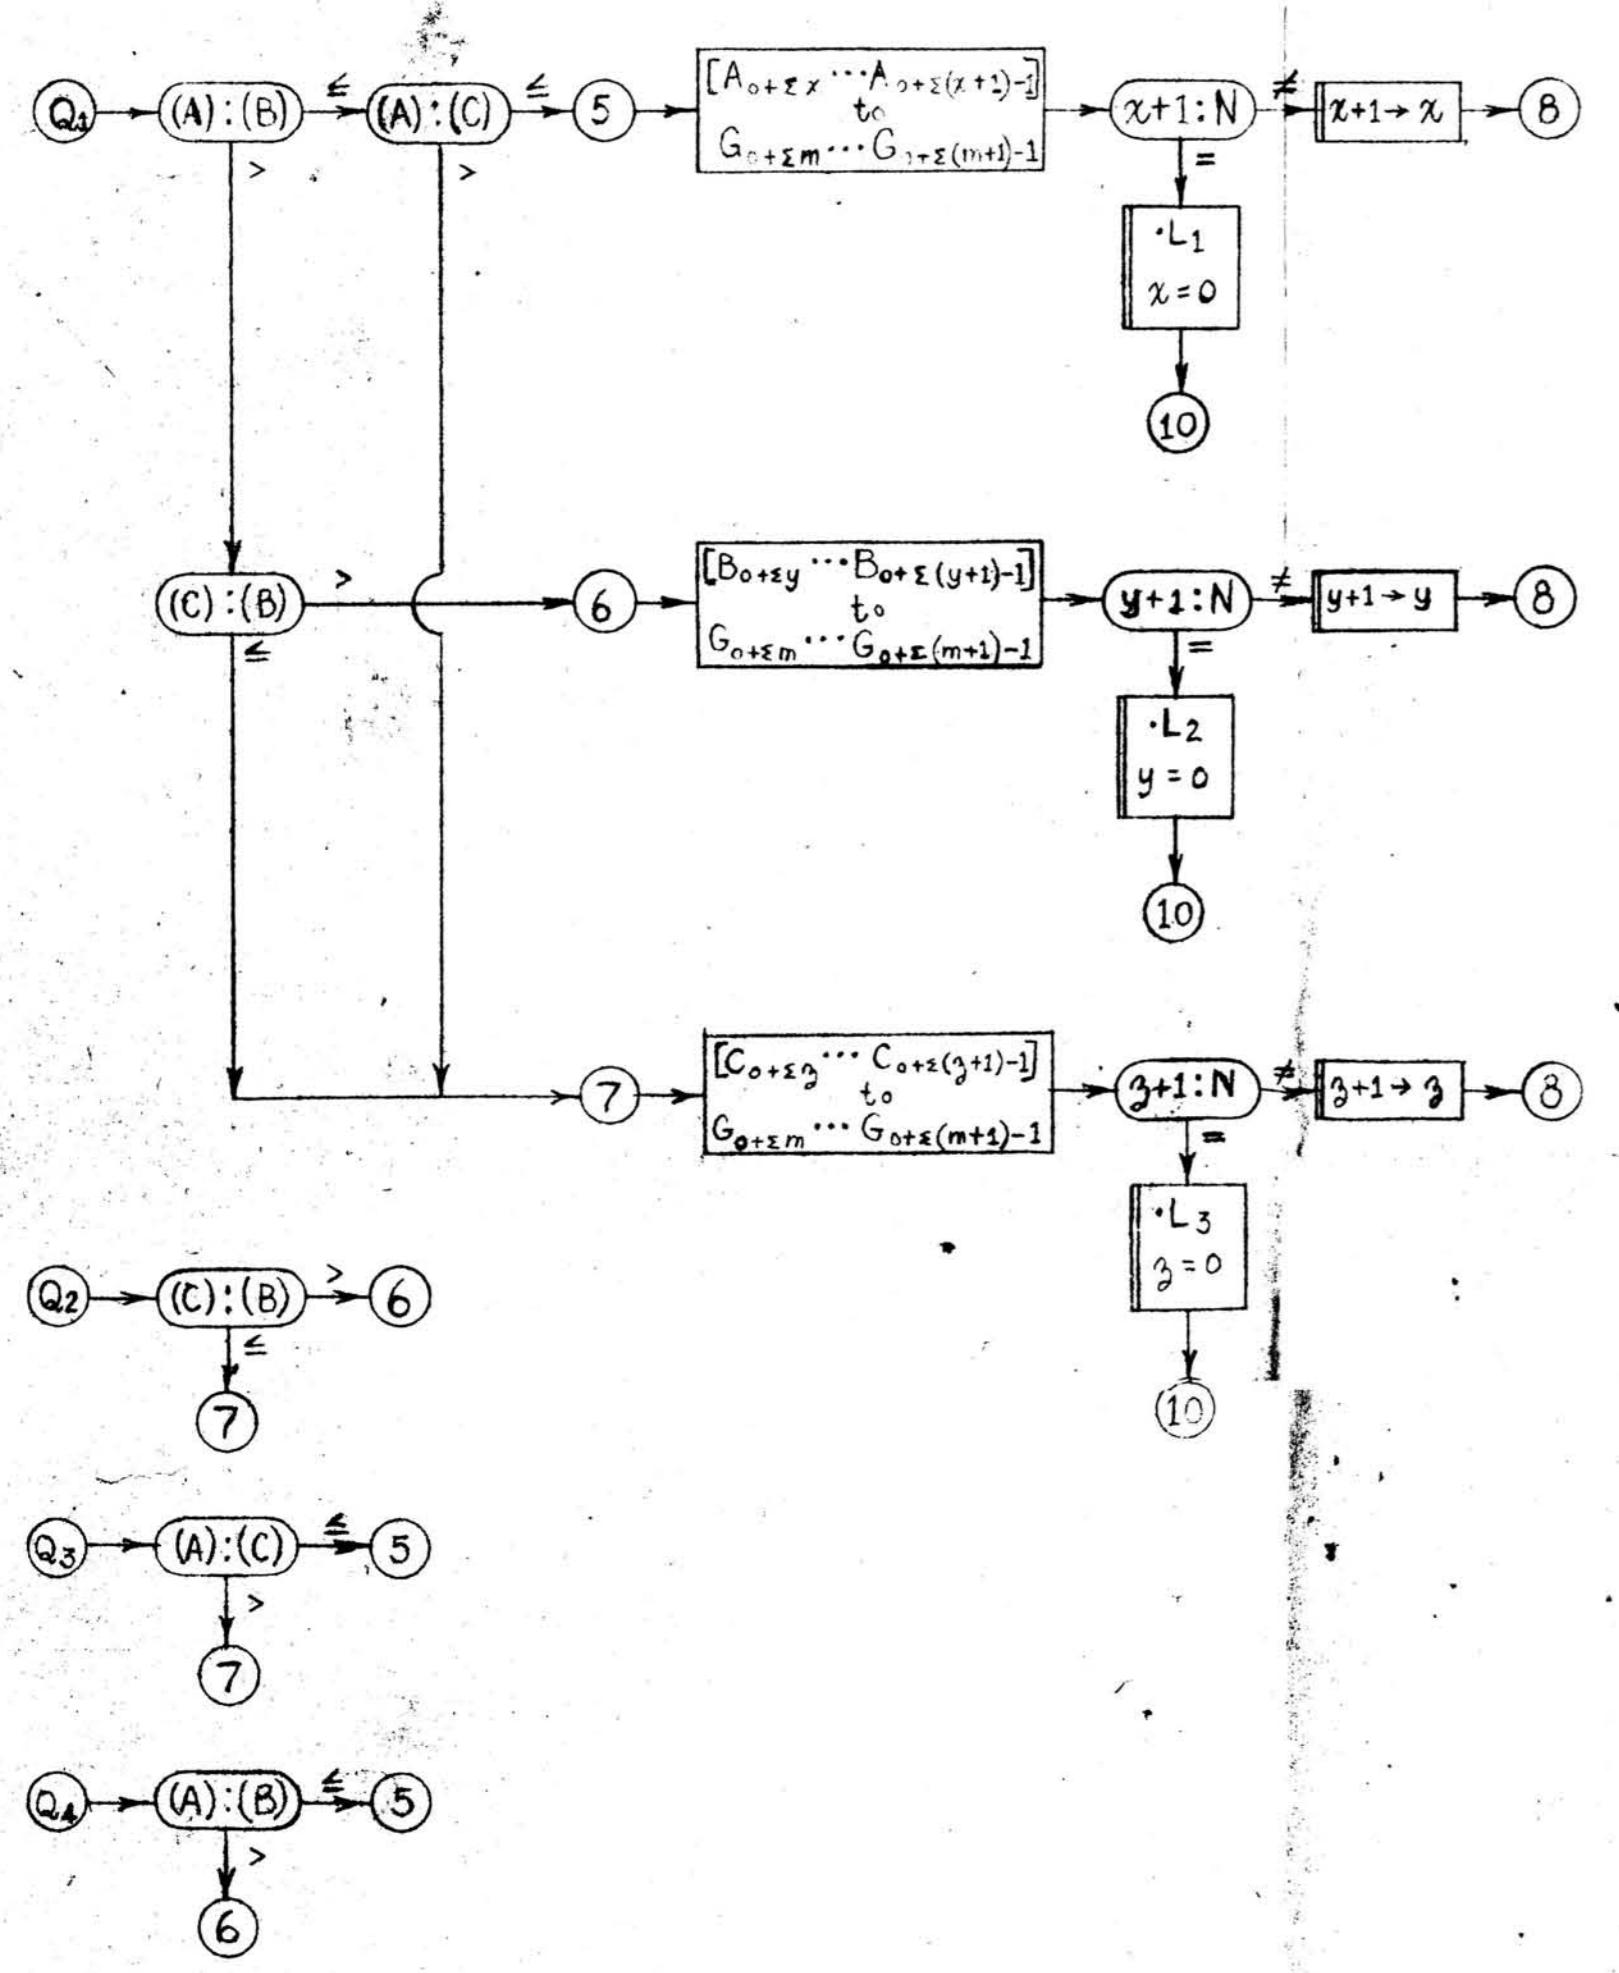 Q1 (A):(B) ≤ (A):(C) ≤ 5 [A0+Σx ··· A0+Σ(x+1)-1] x+1:N ≠ x+1→x 8
to
G0+Σm ··· G0+Σ(m+1)-1
> > =
·L1
x=0
10
(C):(B) > 6 [B0+Σy ··· B0+Σ(y+1)-1] y+1:N ≠ y+1→y 8
to
G0+Σm ··· G0+Σ(m+1)-1
≤ =
·L2
y=0
10
7 [C0+Σz ··· C0+Σ(z+1)-1] z+1:N ≠ z+1→z 8
to
G0+Σm ··· G0+Σ(m+1)-1
=
·L3
z=0
10
Q2 (C):(B) > 6
≤
7
Q3 (A):(C) ≤ 5
>
7
Q4 (A):(B) ≤ 5
>
6